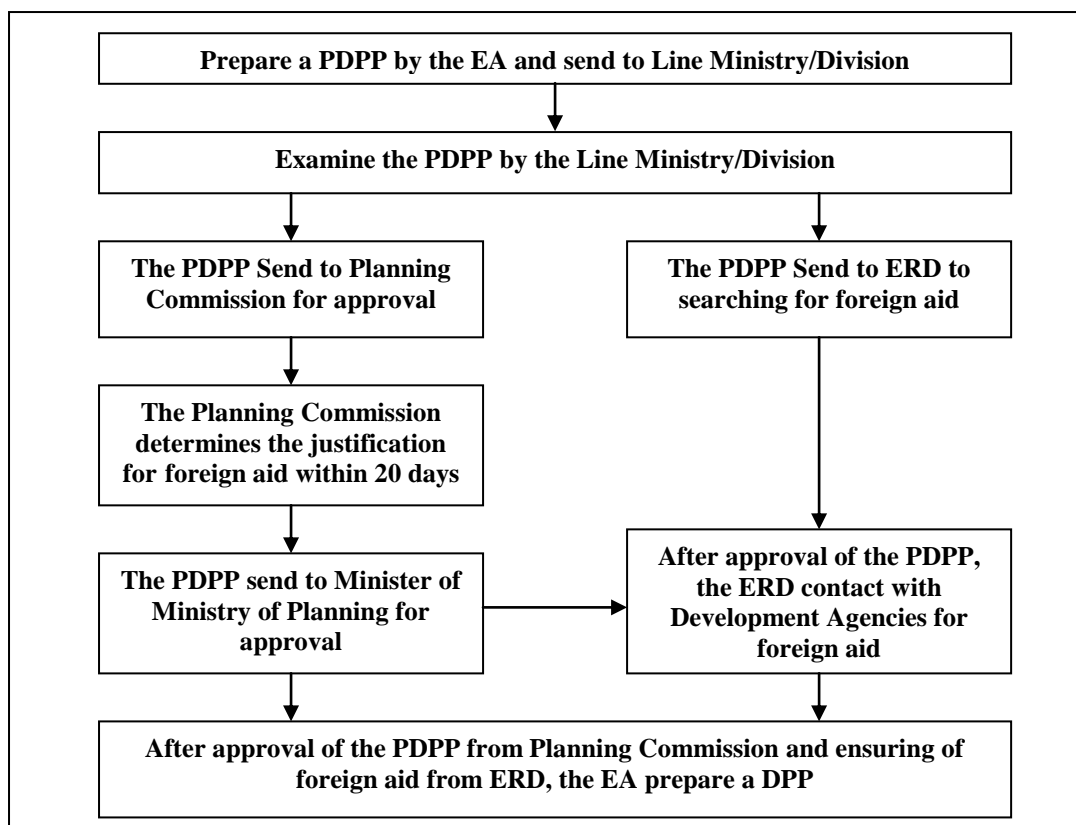 Prepare a PDPP by the EA and send to Line Ministry/Division
Examine the PDPP by the Line Ministry/Division
The PDPP Send to Planning
Commission for approval
The PDPP Send to ERD to
searching for foreign aid
The Planning Commission
determines the justification
for foreign aid within 20 days
The PDPP send to Minister of
Ministry of Planning for
approval
After approval of the PDPP,
the ERD contact with
Development Agencies for
foreign aid
After approval of the PDPP from Planning Commission and ensuring of
foreign aid from ERD, the EA prepare a DPP